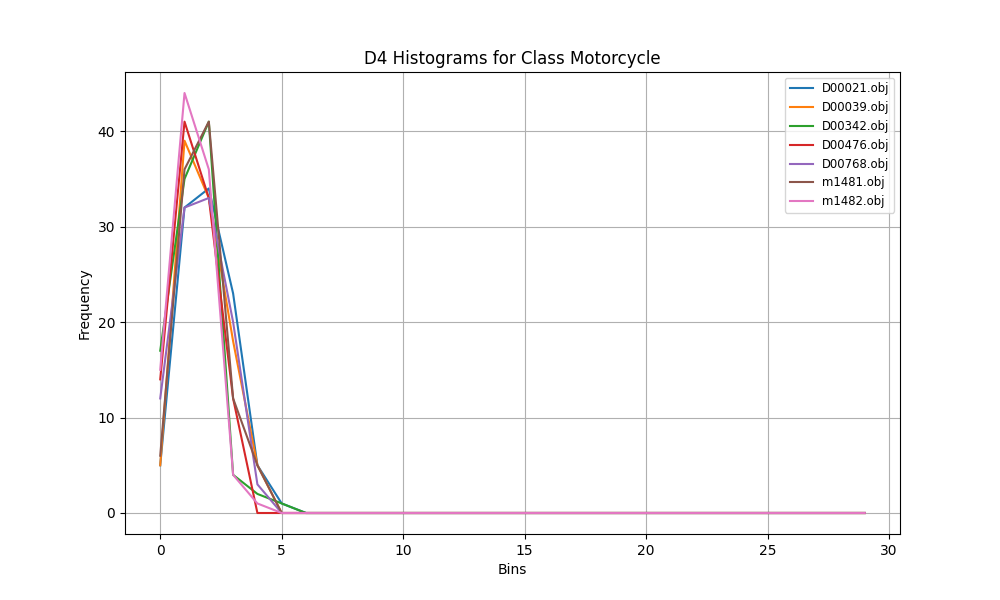 D4 Histograms for Class Motorcycle
D00021.obj
D00039.obj
D00342.obj
D00476.obj
D00768.obj
m1481.obj
m1482.obj
Frequency
40
30
20
10
0
0 5 10 15 20 25 30
Bins